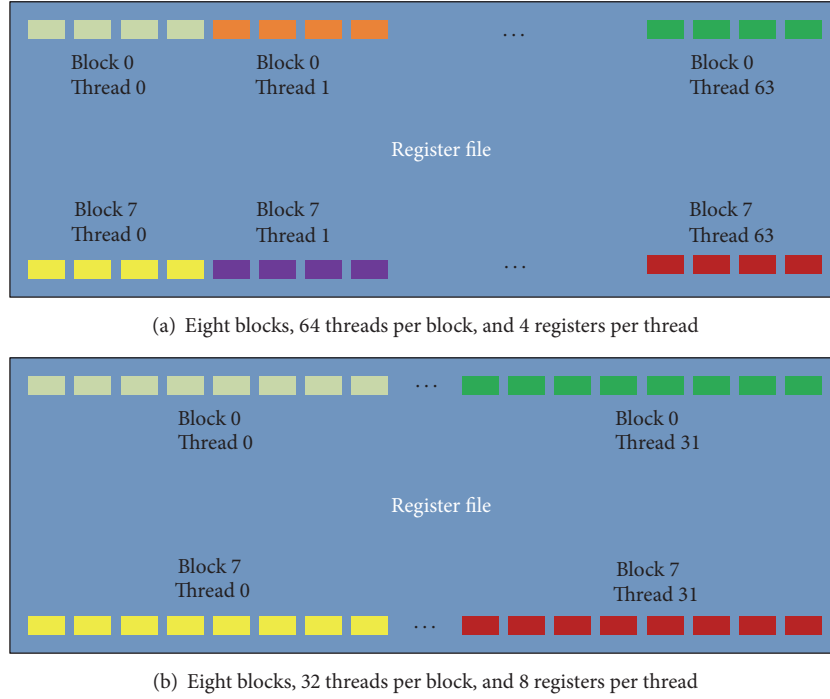 ...
Block 0 Block 0 Block 0
Thread 0 Thread 1 Thread 63
Register file
Block 7 Block 7 Block 7
Thread 0 Thread 1 Thread 63
...
(a) Eight blocks, 64 threads per block, and 4 registers per thread
...
Block 0 Block 0
Thread 0 Thread 31
Register file
Block 7 Block 7
Thread 0 Thread 31
...
(b) Eight blocks, 32 threads per block, and 8 registers per thread